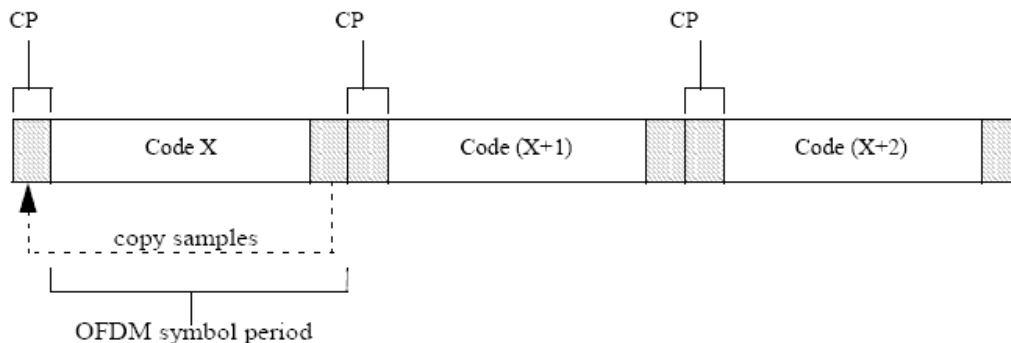 CP CP CP
Code X Code (X+1) Code (X+2)
copy samples
OFDM symbol period